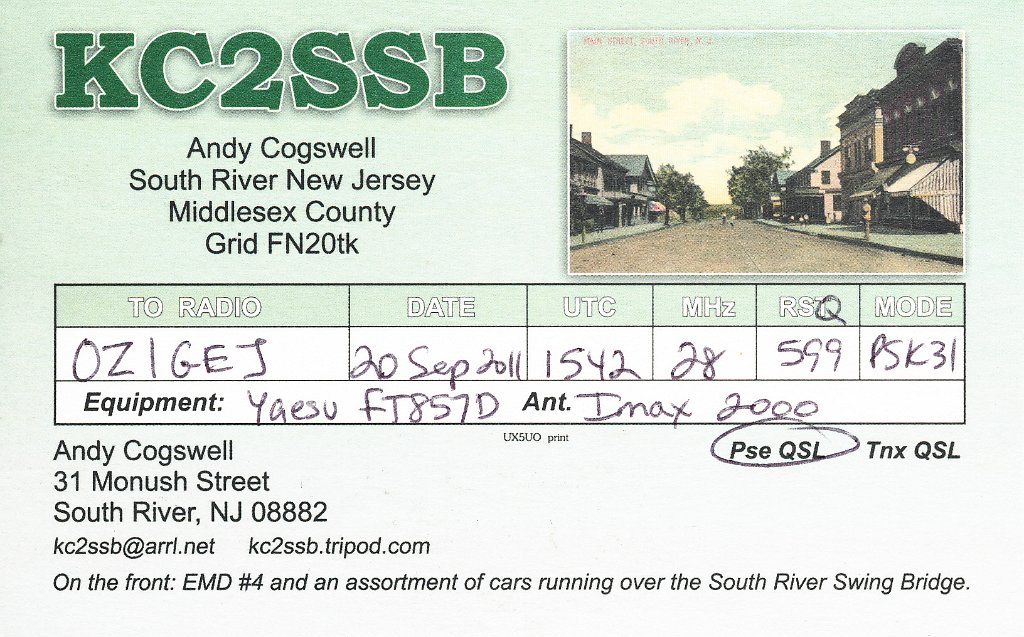 KC2SSB
MAIN STREET, SOUTH RIVER, N. J.
Andy Cogswell
South River New Jersey
Middlesex County
Grid FN20tk
TO RADIO DATE UTC MHz RSTQ MODE
OZ1GEJ 20 Sep 2011 1542 28 599 PSK31
Equipment: Yaesu FT857D Ant. Imax 2000
UX5UO print
Pse QSL Tnx QSL
Andy Cogswell
31 Monush Street
South River, NJ 08882
kc2ssb@arrl.net kc2ssb.tripod.com
On the front: EMD #4 and an assortment of cars running over the South River Swing Bridge.